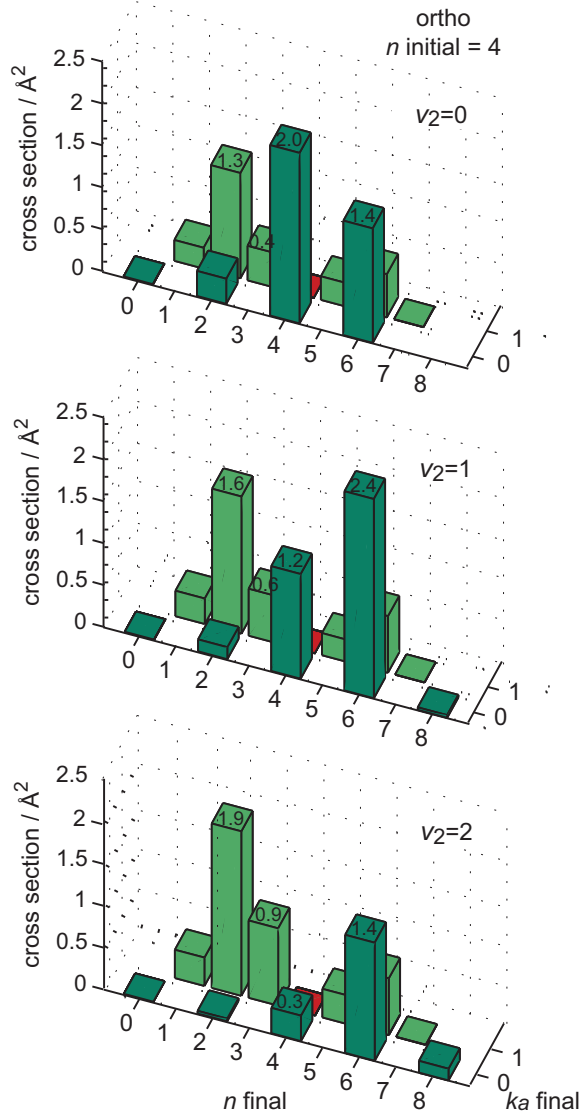 ortho
n initial = 4
v2=0
cross section / Å2
2.5
2
1.5
1
0.5
0
1.3
0.4
2.0
1.4
0 1 2 3 4 5 6 7 8
0 1
v2=1
cross section / Å2
2.5
2
1.5
1
0.5
0
1.6
0.6
1.2
2.4
0 1 2 3 4 5 6 7 8
0 1
v2=2
cross section / Å2
2.5
2
1.5
1
0.5
0
1.9
0.9
0.3
1.4
0 1 2 3 4 5 6 7 8
0 1
n final
ka final